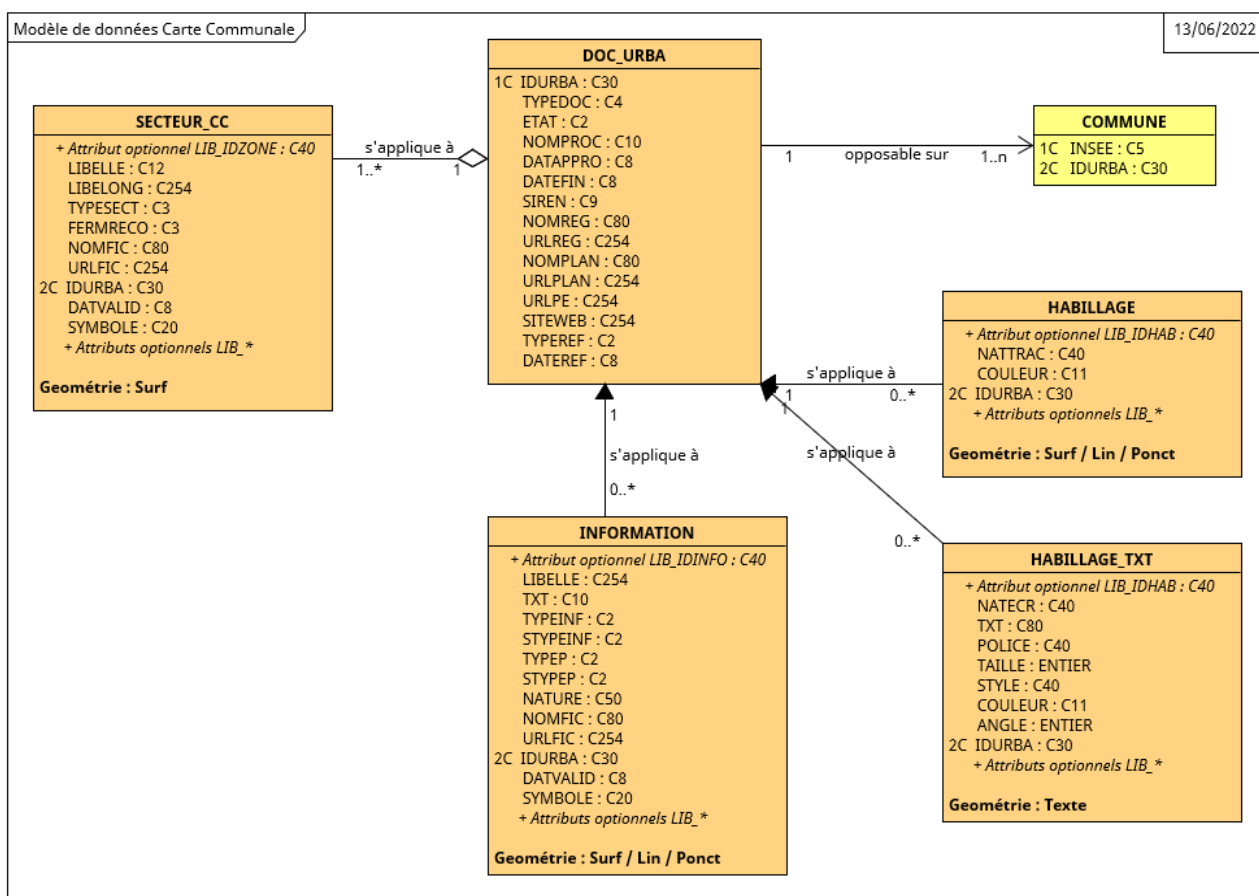 Modèle de données Carte Communale
13/06/2022
DOC_URBA
1C IDURBA : C30
TYPEDOC : C4
ETAT : C2
NOMPROC : C10
DATAPPRO : C8
DATEFIN : C8
SIREN : C9
NOMREG : C80
URLREG : C254
NOMPLAN : C80
URLPLAN : C254
URLPE : C254
SITEWEB : C254
TYPEREF : C2
DATEREF : C8
SECTEUR_CC
+ Attribut optionnel LIB_IDZONE : C40
LIBELLE : C12
LIBELONG : C254
TYPESECT : C3
FERMRECO : C3
NOMFIC : C80
URLFIC : C254
2C IDURBA : C30
DATVALID : C8
SYMBOLE : C20
+ Attributs optionnels LIB_*
Geométrie : Surf
s'applique à
1..* 1
COMMUNE
1C INSEE : C5
2C IDURBA : C30
1 opposable sur 1..n
HABILLAGE
+ Attribut optionnel LIB_IDHAB : C40
NATTRAC : C40
COULEUR : C11
2C IDURBA : C30
+ Attributs optionnels LIB_*
Geométrie : Surf / Lin / Ponct
s'applique à
1 0..*
1
s'applique à
0..*
1
s'applique à
0..*
INFORMATION
+ Attribut optionnel LIB_IDINFO : C40
LIBELLE : C254
TXT : C10
TYPEINF : C2
STYPEINF : C2
TYPEP : C2
STYPEP : C2
NATURE : C50
NOMFIC : C80
URLFIC : C254
2C IDURBA : C30
DATVALID : C8
SYMBOLE : C20
+ Attributs optionnels LIB_*
Geométrie : Surf / Lin / Ponct
HABILLAGE_TXT
+ Attribut optionnel LIB_IDHAB : C40
NATECR : C40
TXT : C80
POLICE : C40
TAILLE : ENTIER
STYLE : C40
COULEUR : C11
ANGLE : ENTIER
2C IDURBA : C30
+ Attributs optionnels LIB_*
Geométrie : Texte